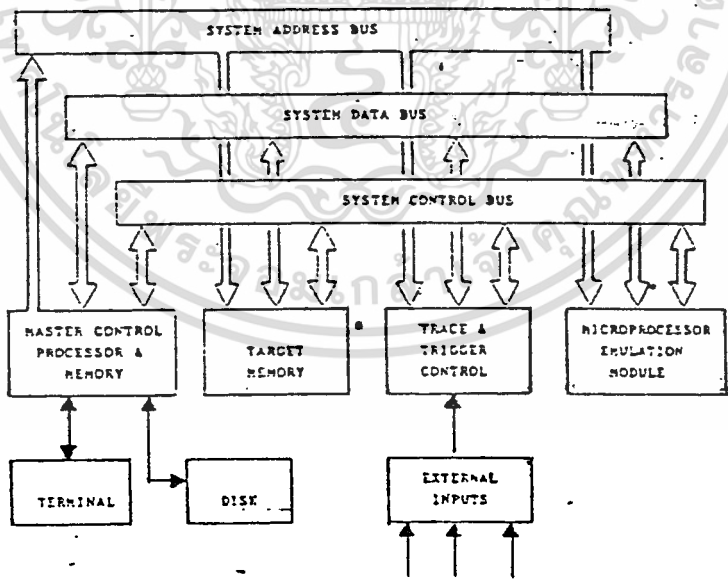 SYSTEM ADDRESS BUS
SYSTEM DATA BUS
SYSTEM CONTROL BUS
MASTER CONTROL
PROCESSOR &
MEMORY
TARGET
MEMORY
TRACE &
TRIGGER
CONTROL
MICROPROCESSOR
EMULATION
MODULE
TERMINAL
DISK
EXTERNAL
INPUTS